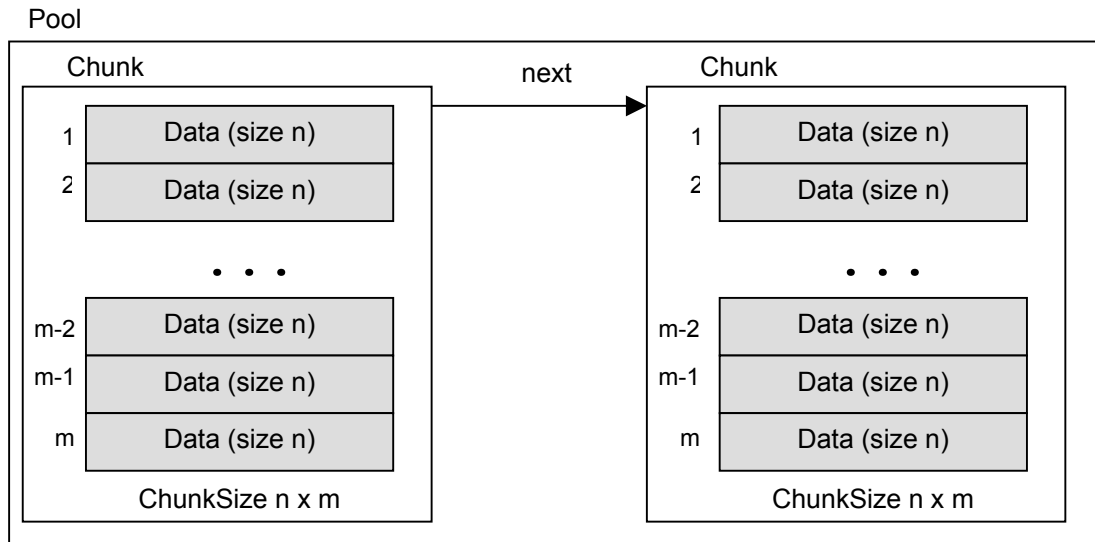 Pool
Chunk
next
Chunk
1
Data (size n)
2
Data (size n)
. . .
m-2
Data (size n)
m-1
Data (size n)
m
Data (size n)
ChunkSize n x m
1
Data (size n)
2
Data (size n)
. . .
m-2
Data (size n)
m-1
Data (size n)
m
Data (size n)
ChunkSize n x m